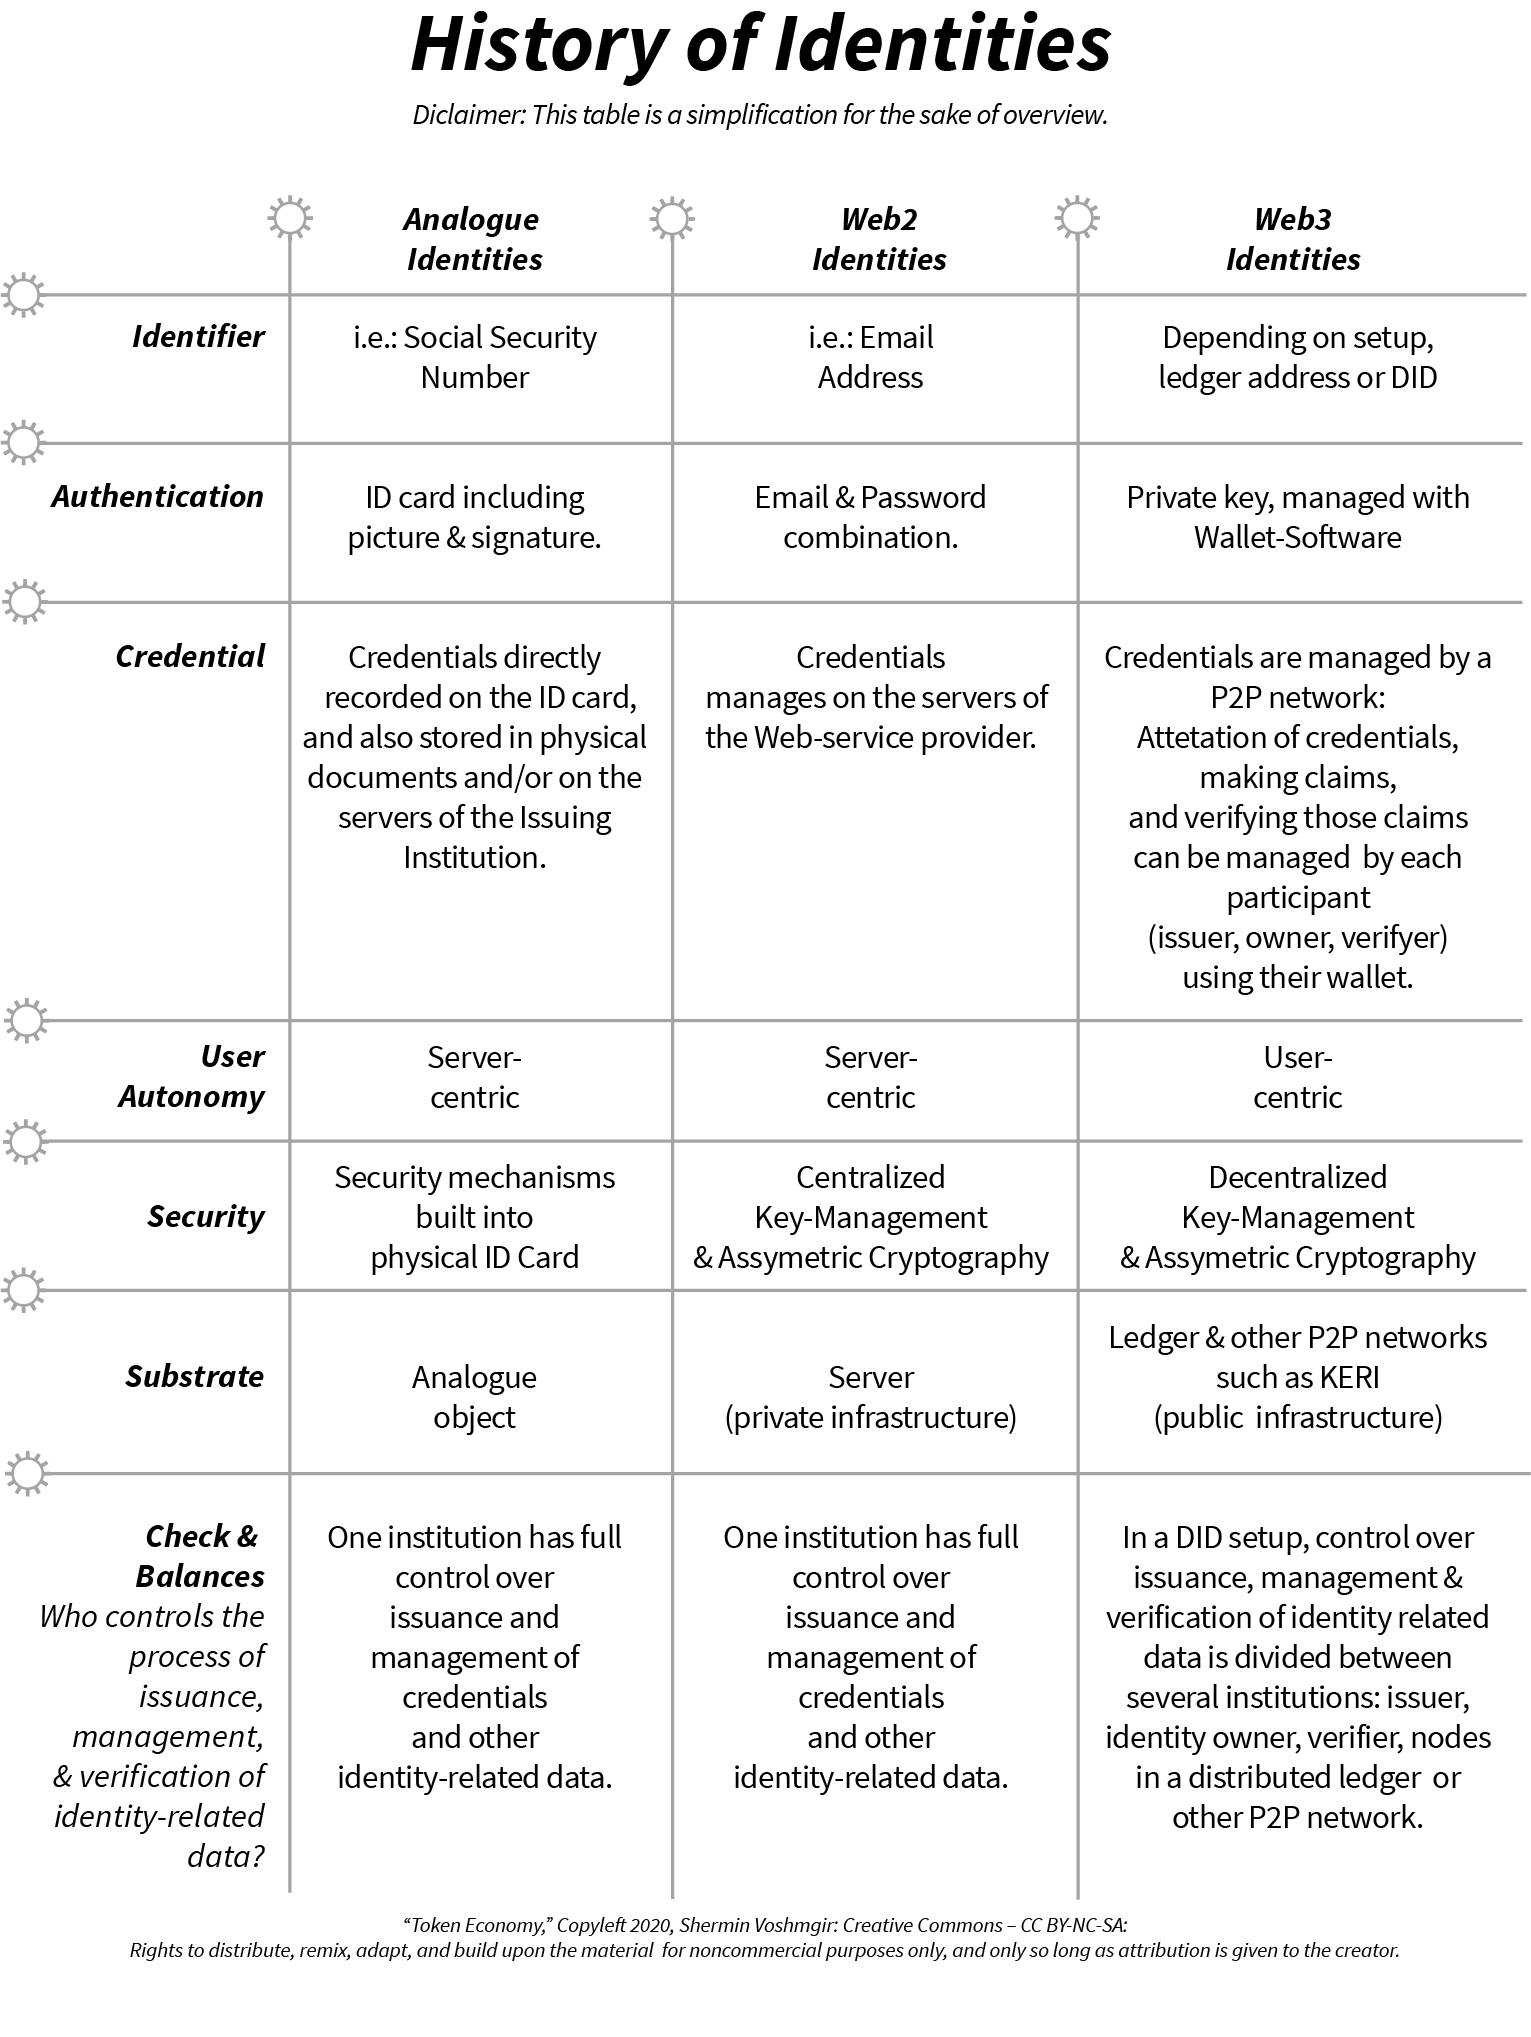 History of Identities
Diclaimer: This table is a simplification for the sake of overview.
Analogue
Identities
Web2
Identities
Web3
Identities
Identifier
i.e.: Social Security
Number
i.e.: Email
Address
Depending on setup,
ledger address or DID
Authentication
ID card including
picture & signature.
Email & Password
combination.
Private key, managed with
Wallet-Software
Credential
Credentials directly
recorded on the ID card,
and also stored in physical
documents and/or on the
servers of the Issuing
Institution.
Credentials
manages on the servers of
the Web-service provider.
Credentials are managed by a
P2P network:
Attetation of credentials,
making claims,
and verifying those claims
can be managed  by each
participant
(issuer, owner, verifyer)
using their wallet.
User
Autonomy
Server-
centric
Server-
centric
User-
centric
Security
Security mechanisms
built into
physical ID Card
Centralized
Key-Management
& Assymetric Cryptography
Decentralized
Key-Management
& Assymetric Cryptography
Substrate
Analogue
object
Server
(private infrastructure)
Ledger & other P2P networks
such as KERI
(public  infrastructure)
Check &
Balances
Who controls the
process of
issuance,
management,
& verification of
identity-related
data?
One institution has full
control over
issuance and
management of
credentials
and other
identity-related data.
One institution has full
control over
issuance and
management of
credentials
and other
identity-related data.
In a DID setup, control over
issuance, management &
verification of identity related
data is divided between
several institutions: issuer,
identity owner, verifier, nodes
in a distributed ledger  or
other P2P network.
“Token Economy,” Copyleft 2020, Shermin Voshmgir: Creative Commons – CC BY-NC-SA:
Rights to distribute, remix, adapt, and build upon the material  for noncommercial purposes only, and only so long as attribution is given to the creator.